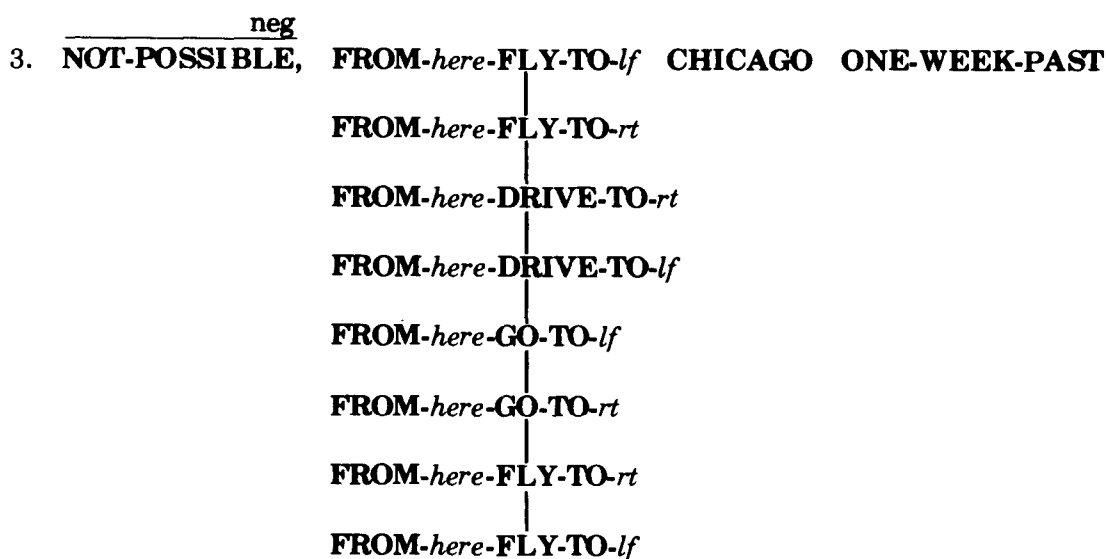 neg
3. NOT-POSSIBLE, FROM-here-FLY-TO-lf CHICAGO ONE-WEEK-PAST
FROM-here-FLY-TO-rt
FROM-here-DRIVE-TO-rt
FROM-here-DRIVE-TO-lf
FROM-here-GO-TO-lf
FROM-here-GO-TO-rt
FROM-here-FLY-TO-rt
FROM-here-FLY-TO-lf